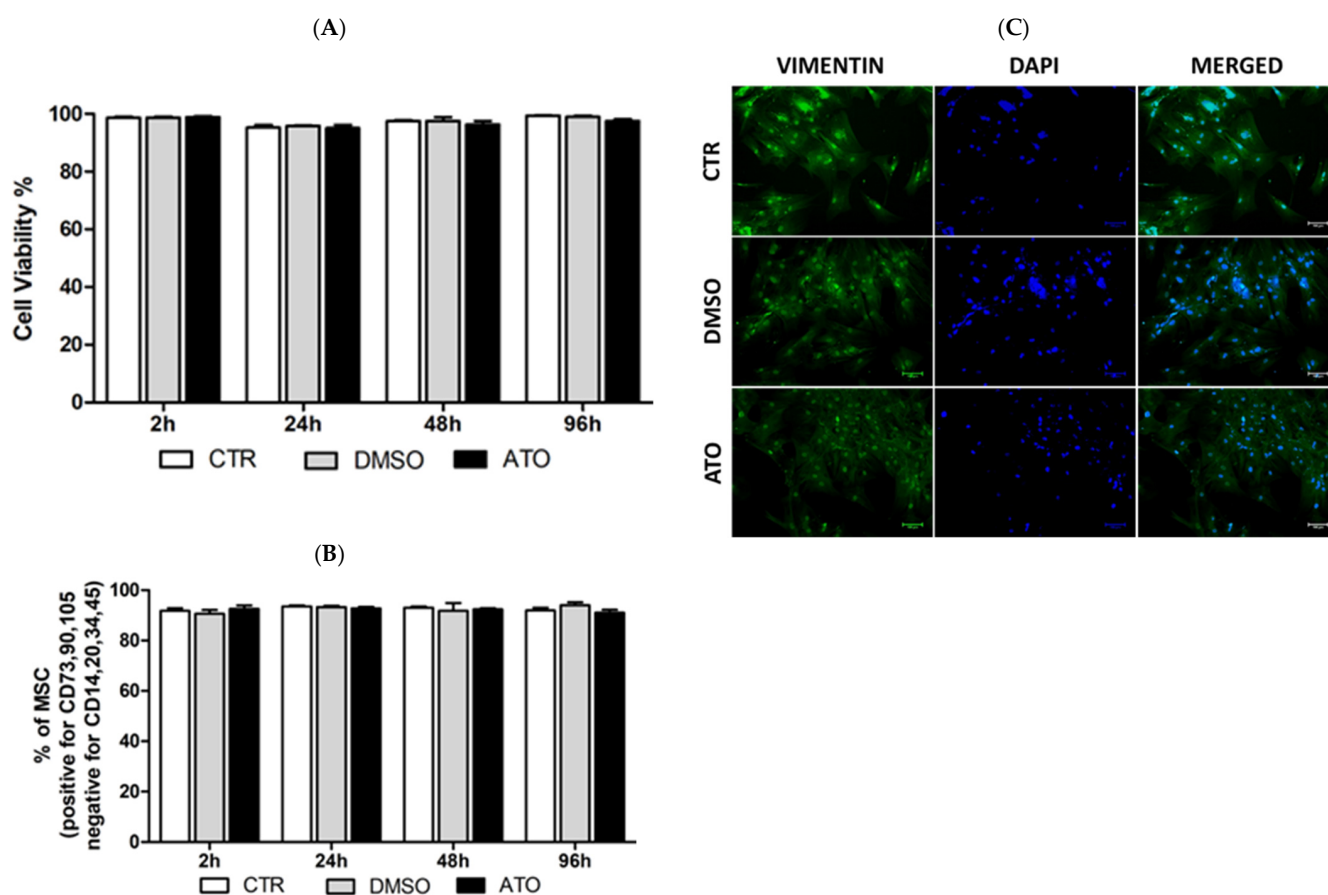 (A)
100
80
60
40
20
0
Cell Viability %
2h 24h 48h 96h
CTR DMSO ATO
(B)
100
80
60
40
20
0
% of MSC
(positive for CD73,90,105
negative for CD14,20,34,45)
2h 24h 48h 96h
CTR DMSO ATO
(C)
VIMENTIN DAPI MERGED
CTR
DMSO
ATO